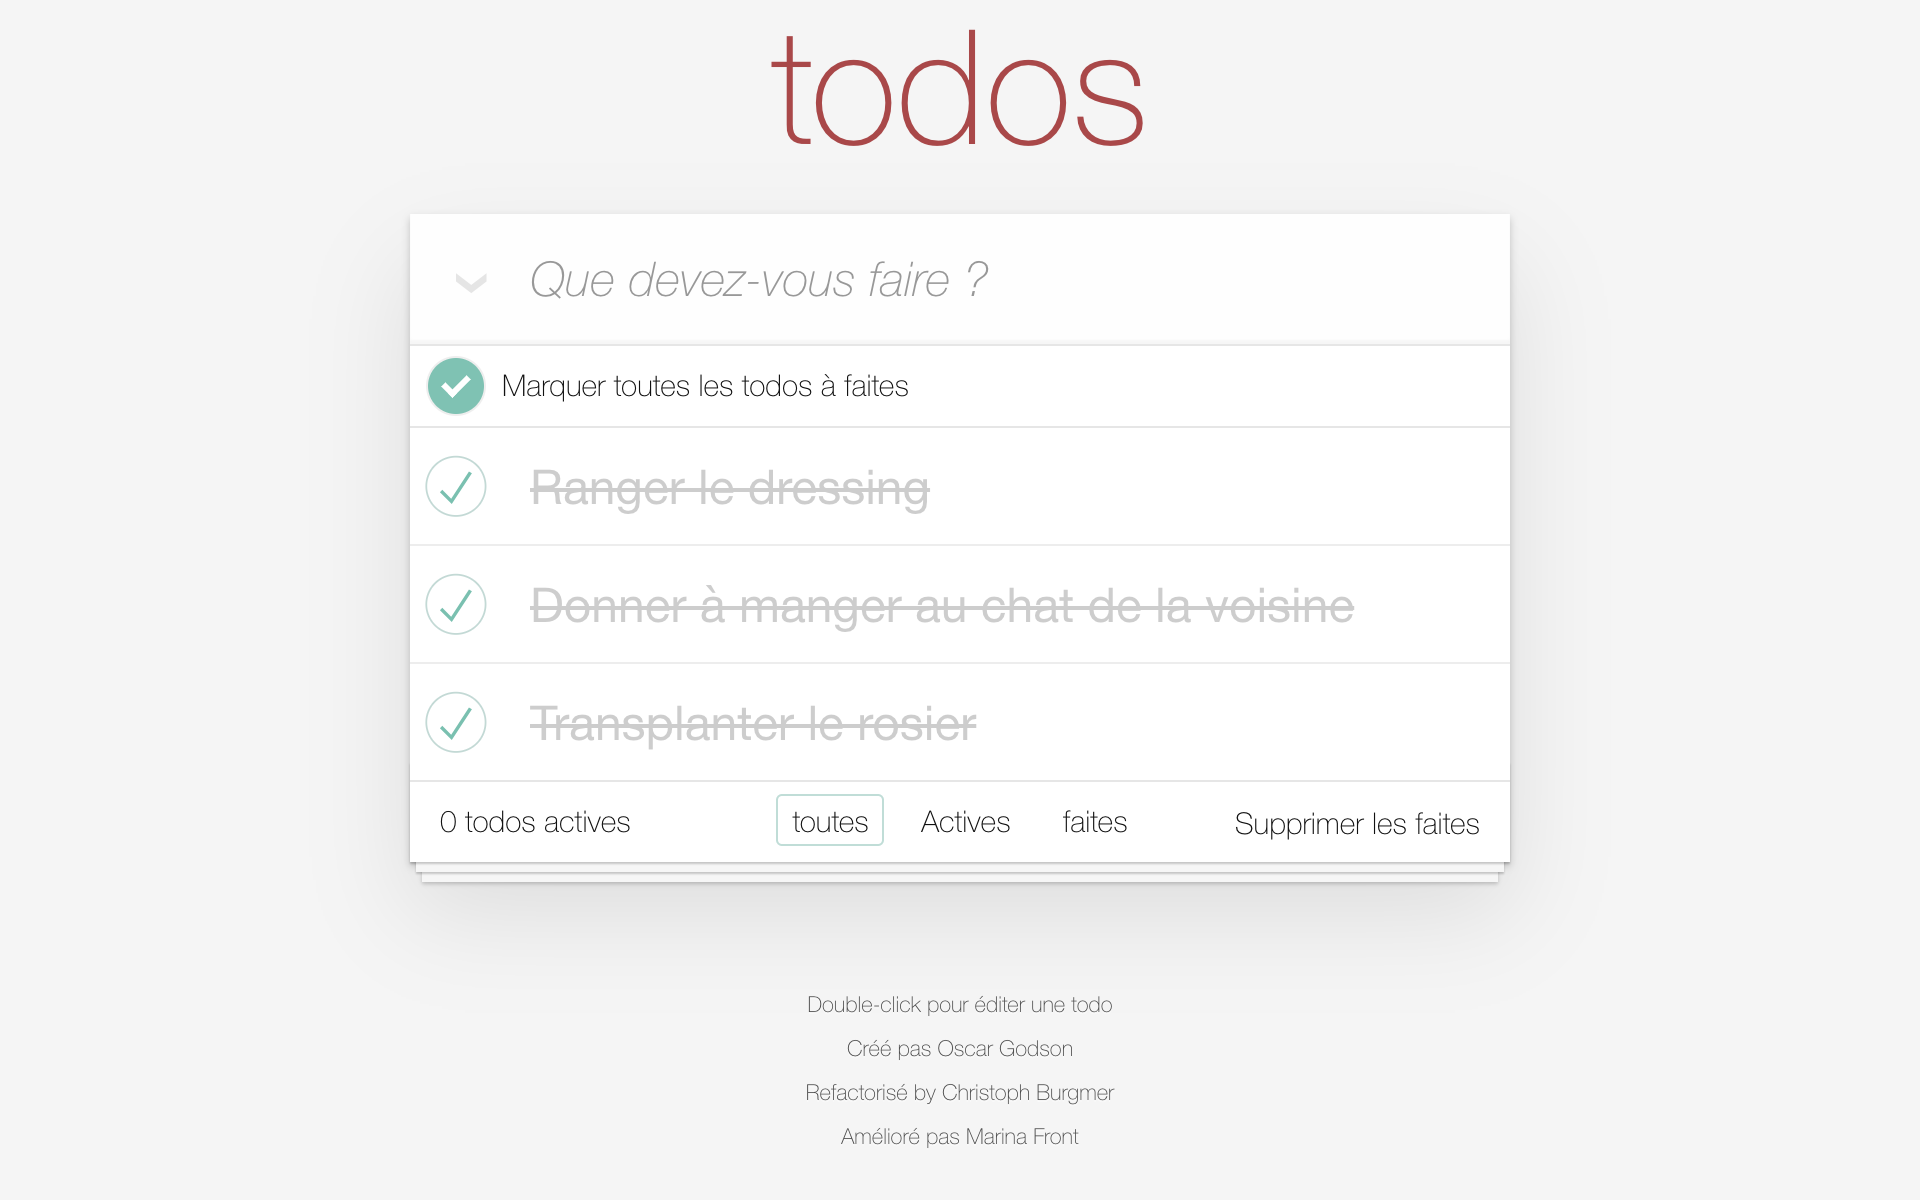 todos
Que devez-vous faire ?
Marquer toutes les todos à faites
Ranger le dressing
Donner à manger au chat de la voisine
Transplanter le rosier
0 todos actives toutes Actives faites Supprimer les faites
Double-click pour éditer une todo
Créé pas Oscar Godson
Refactorisé by Christoph Burgmer
Amélioré pas Marina Front